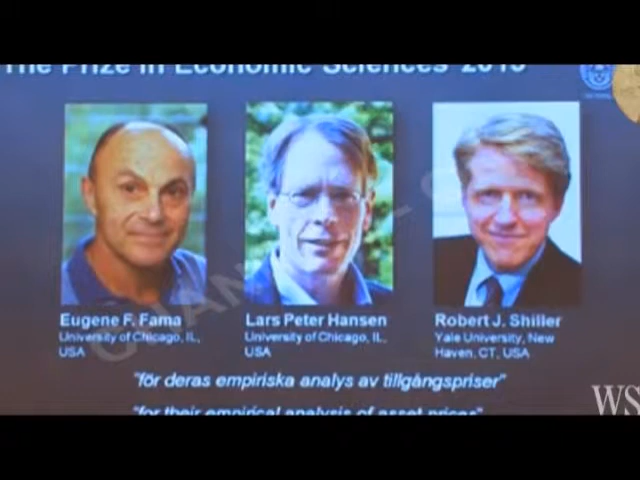 The Prize in Economic Sciences 2013
Eugene F. Fama
University of Chicago, IL,
USA
Lars Peter Hansen
University of Chicago, IL,
USA
Robert J. Shiller
Yale University, New
Haven, CT, USA
"för deras empiriska analys av tillgångspriser"
"for their empirical analysis of asset prices"
WS